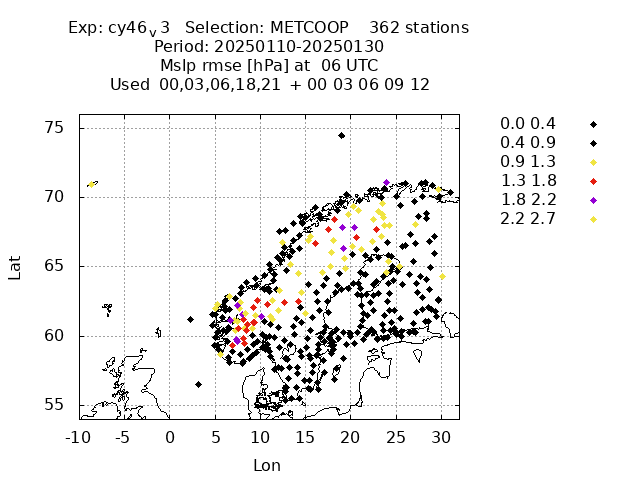 Exp: cy46v3 Selection: METCOOP 362 stations
Period: 20250110-20250130
Mslp rmse [hPa] at 06 UTC
Used 00,03,06,18,21 + 00 03 06 09 12
0.0 0.4
0.4 0.9
0.9 1.3
1.3 1.8
1.8 2.2
2.2 2.7
75
70
65
60
55
Lat
-10 -5 0 5 10 15 20 25 30
Lon